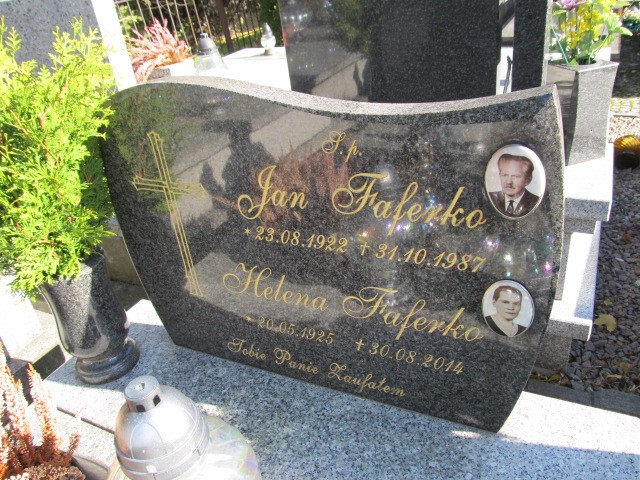 Ś.p.
Jan Faferko
* 23.08.1922 + 31.10.1987
Helena Faferko
* 20.05.1925 + 30.08.2014
Tobie Panie Zaufałem